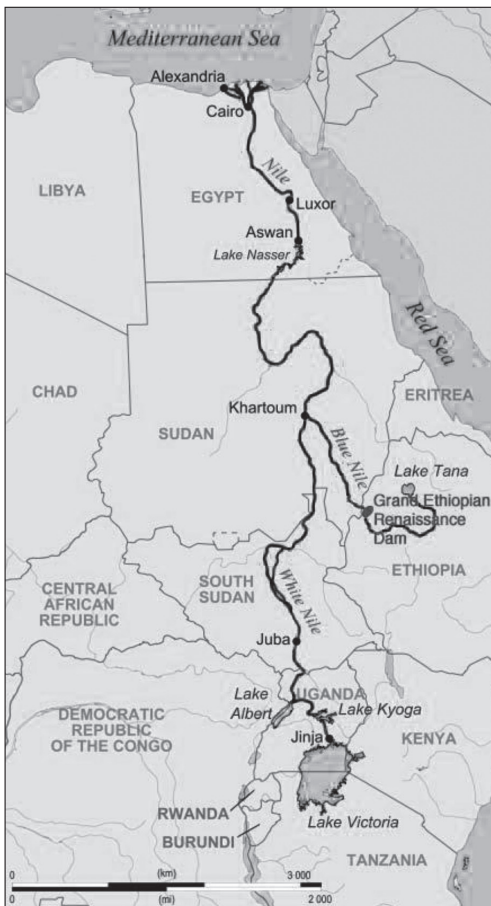 Mediterranean Sea
Alexandria
Cairo
Nile
LIBYA
EGYPT
Luxor
Aswan
Lake Nasser
Red Sea
CHAD
ERITREA
Khartoum
SUDAN
Blue Nile
Lake Tana
Grand Ethiopian
Renaissance
Dam
ETHIOPIA
SOUTH
SUDAN
White Nile
CENTRAL
AFRICAN
REPUBLIC
Juba
Lake
Albert
UGANDA
Lake Kyoga
DEMOCRATIC
REPUBLIC
OF THE CONGO
Jinja
KENYA
RWANDA
BURUNDI
Lake Victoria
TANZANIA
0 (km) 3 000
0 (mi) 2 000